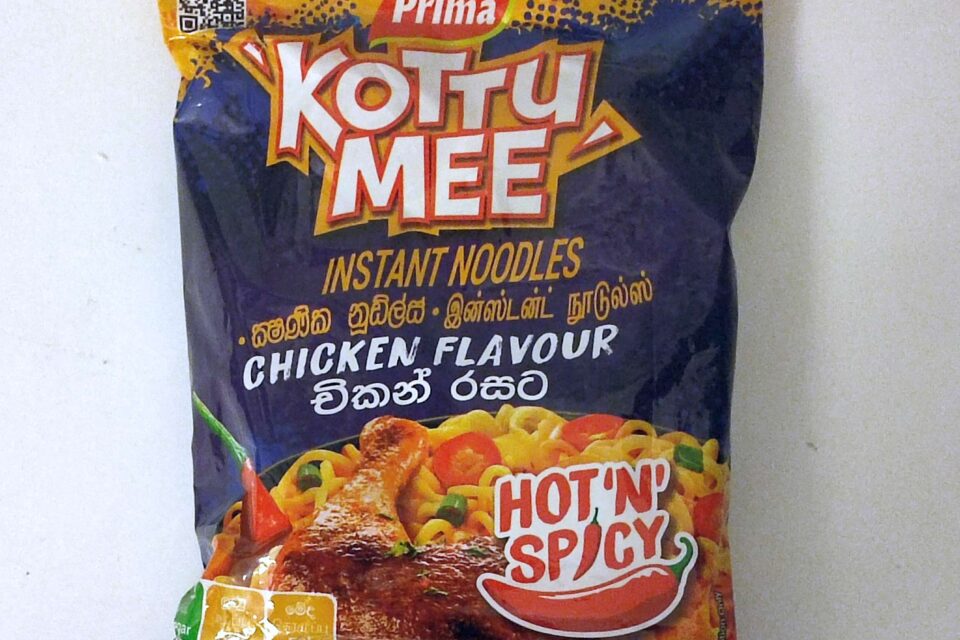 Prima
KOTTU
MEE
INSTANT NOODLES
• ක්ෂණික නූඩ්ල්ස් • இன்ஸ்டன்ட் நூடுல்ஸ்
CHICKEN FLAVOUR
චිකන් රසට
HOT 'N'
SPICY
මේද